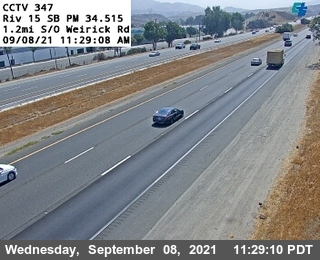 CCTV 347
Riv 15 SB PM 34.515
1.2mi S/O Weirick Rd
09/08/21 11:29:08 AM
Wednesday, September 08, 2021 11:29:10 PDT